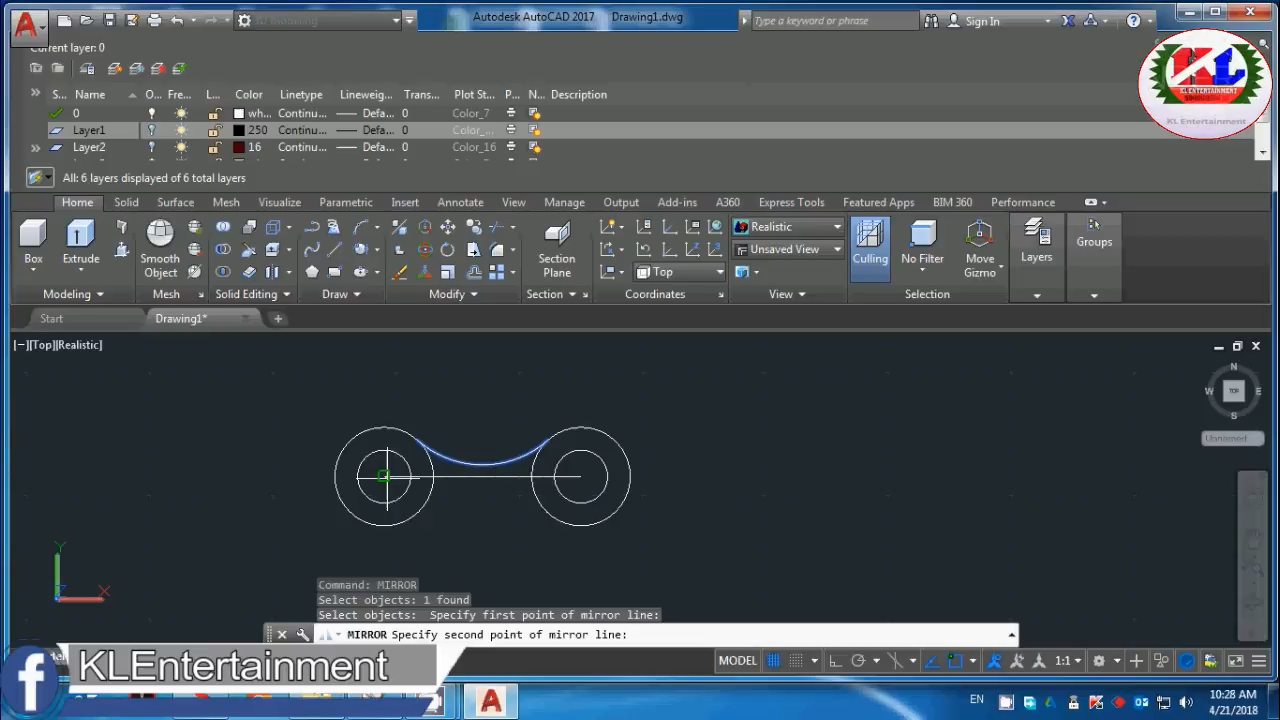 3D Modeling
Autodesk AutoCAD 2017 Drawing1.dwg
Type a keyword or phrase
Sign In
Current layer: 0
S... Name O... Fre... L... Color Linetype Lineweig... Trans... Plot St... P... N... Description
0 wh... Continu... Defa... 0 Color_7
Layer1 250 Continu... Defa... 0 Color_...
Layer2 16 Continu... Defa... 0 Color_16
All: 6 layers displayed of 6 total layers
KL
KL ENTERTAINMENT
KL Entertainment
Home Solid Surface Mesh Visualize Parametric Insert Annotate View Manage Output Add-ins A360 Express Tools Featured Apps BIM 360 Performance
Box
Extrude
Smooth Object
Section Plane
Top
Realistic
Unsaved View
Culling
No Filter
Move Gizmo
Layers
Groups
Modeling Mesh Solid Editing Draw Modify Section Coordinates View Selection
Start Drawing1*
[−][Top][Realistic]
N
W TOP E
S
Unnamed
Y
X
Z
Command: MIRROR
Select objects: 1 found
Select objects: Specify first point of mirror line:
MIRROR Specify second point of mirror line:
MODEL 1:1
f KLEntertainment
EN
10:28 AM
4/21/2018